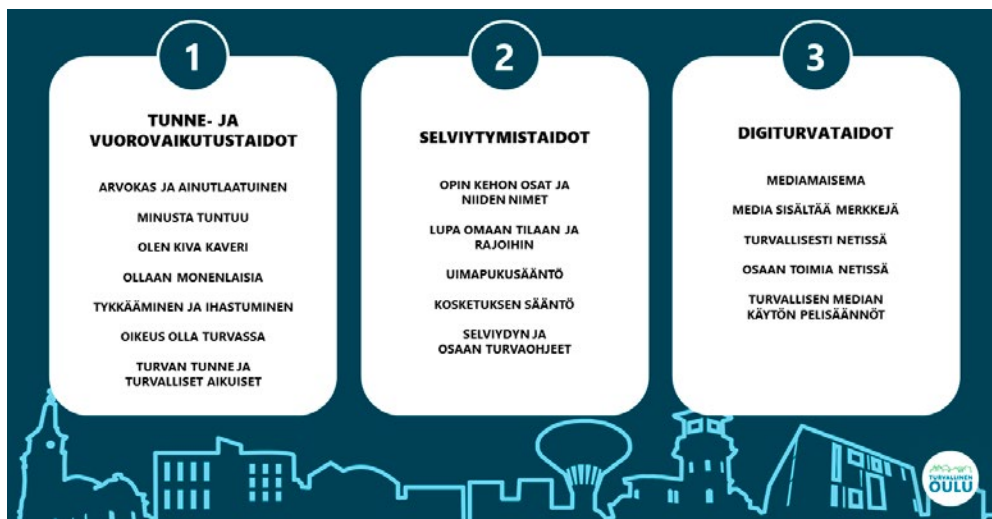 1
TUNNE- JA
VUOROVAIKUTUSTAIDOT
ARVOKAS JA AINUTLAATUINEN
MINUSTA TUNTUU
OLEN KIVA KAVERI
OLLAAN MONENLAISIA
TYKKÄÄMINEN JA IHASTUMINEN
OIKEUS OLLA TURVASSA
TURVAN TUNNE JA
TURVALLISET AIKUISET
2
SELVIYTYMISTAIDOT
OPIN KEHON OSAT JA
NIIDEN NIMET
LUPA OMAAN TILAAN JA
RAJOIHIN
UIMAPUKUSÄÄNTÖ
KOSKETUKSEN SÄÄNTÖ
SELVIYDYN JA
OSAAN TURVAOHJEET
3
DIGITURVATAIDOT
MEDIAMAISEMA
MEDIA SISÄLTÄÄ MERKKEJÄ
TURVALLISESTI NETISSÄ
OSAAN TOIMIA NETISSÄ
TURVALLISEN MEDIAN
KÄYTÖN PELISÄÄNNÖT
TURVALLINEN
OULU